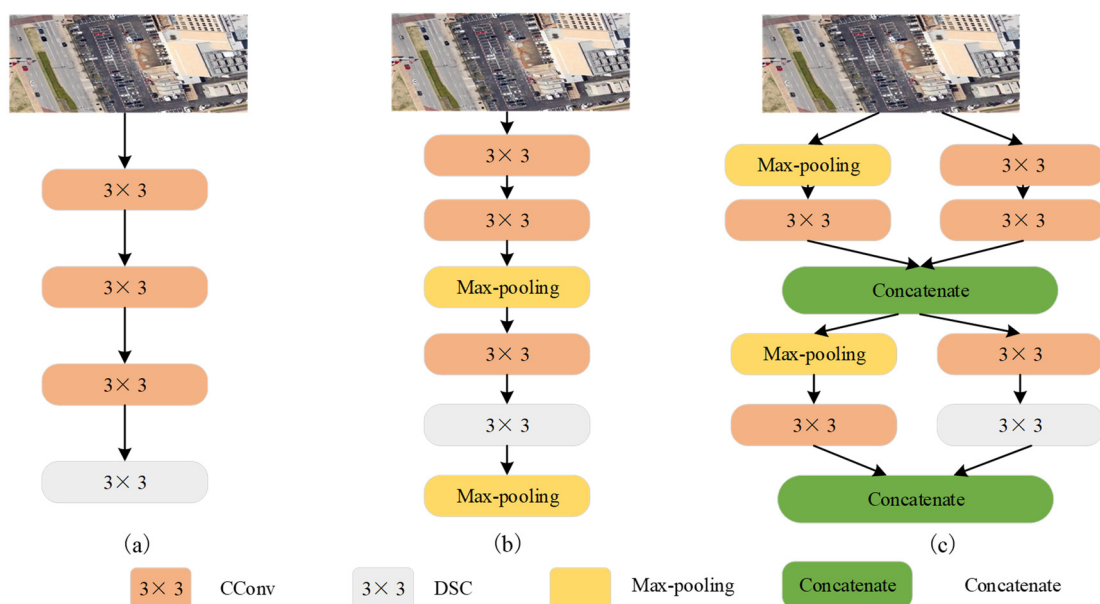 3× 3
3× 3
3× 3
3× 3
(a)
3× 3
3× 3
Max-pooling
3× 3
3× 3
Max-pooling
(b)
Max-pooling
3× 3
3× 3
3× 3
Concatenate
Max-pooling
3× 3
3× 3
3× 3
Concatenate
(c)
3× 3 CConv
3× 3 DSC
Max-pooling
Concatenate Concatenate